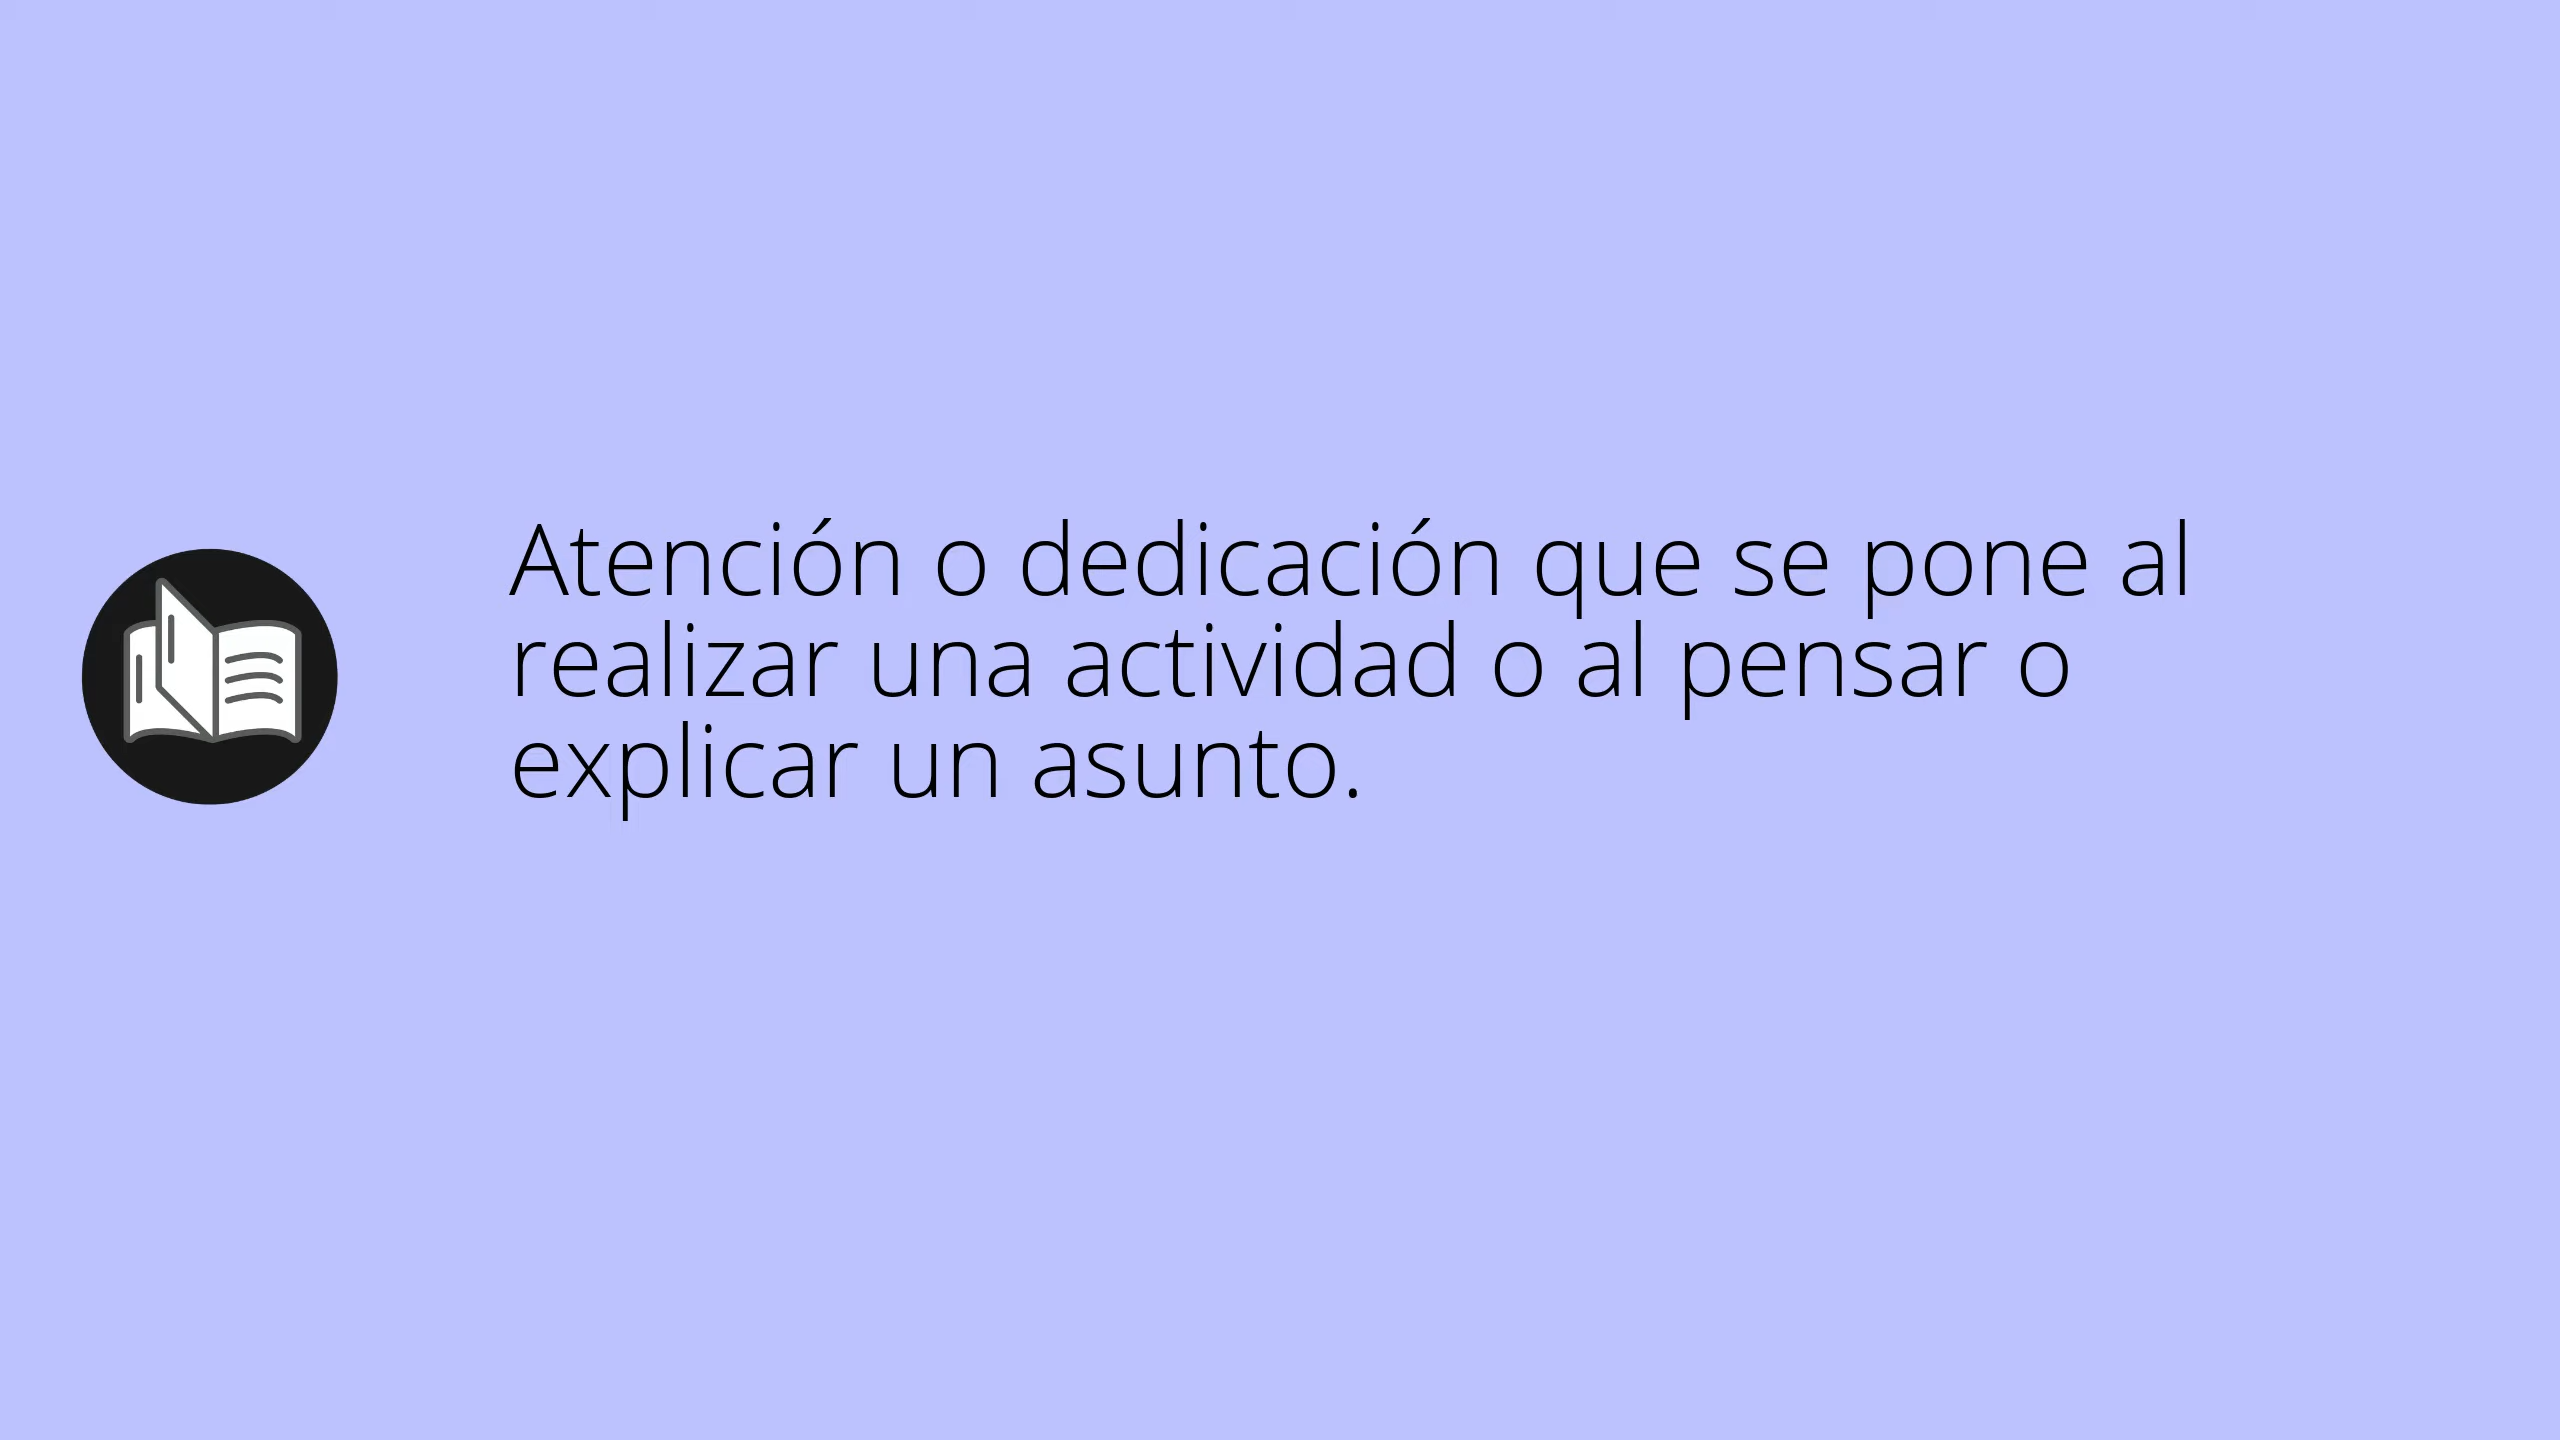 Atención o dedicación que se pone al
realizar una actividad o al pensar o
explicar un asunto.